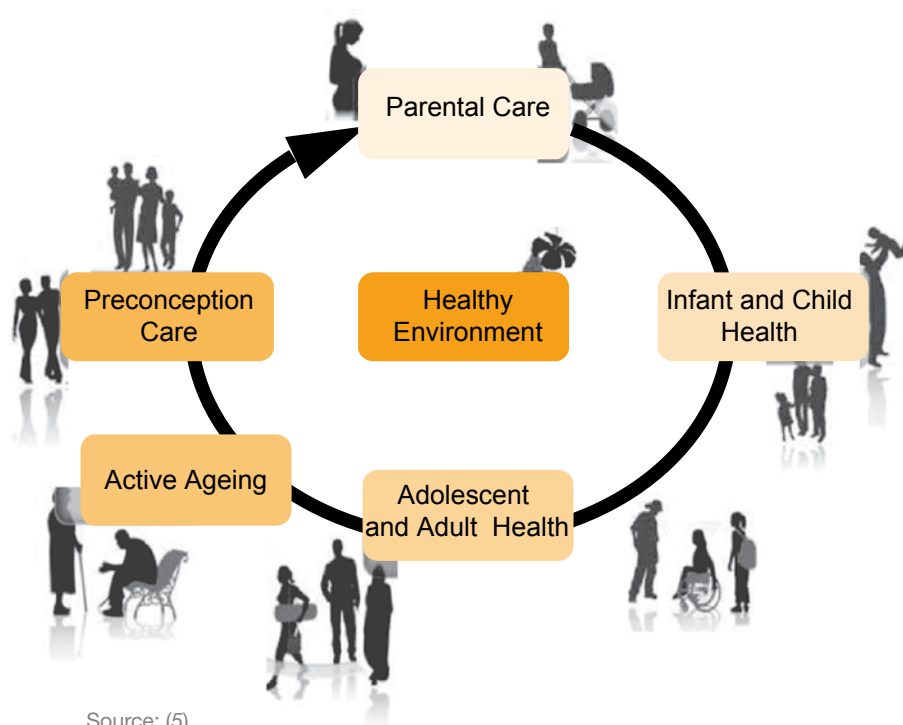 Parental Care
Preconception
Care
Healthy
Environment
Infant and Child
Health
Active Ageing
Adolescent
and Adult Health
Source: (5)